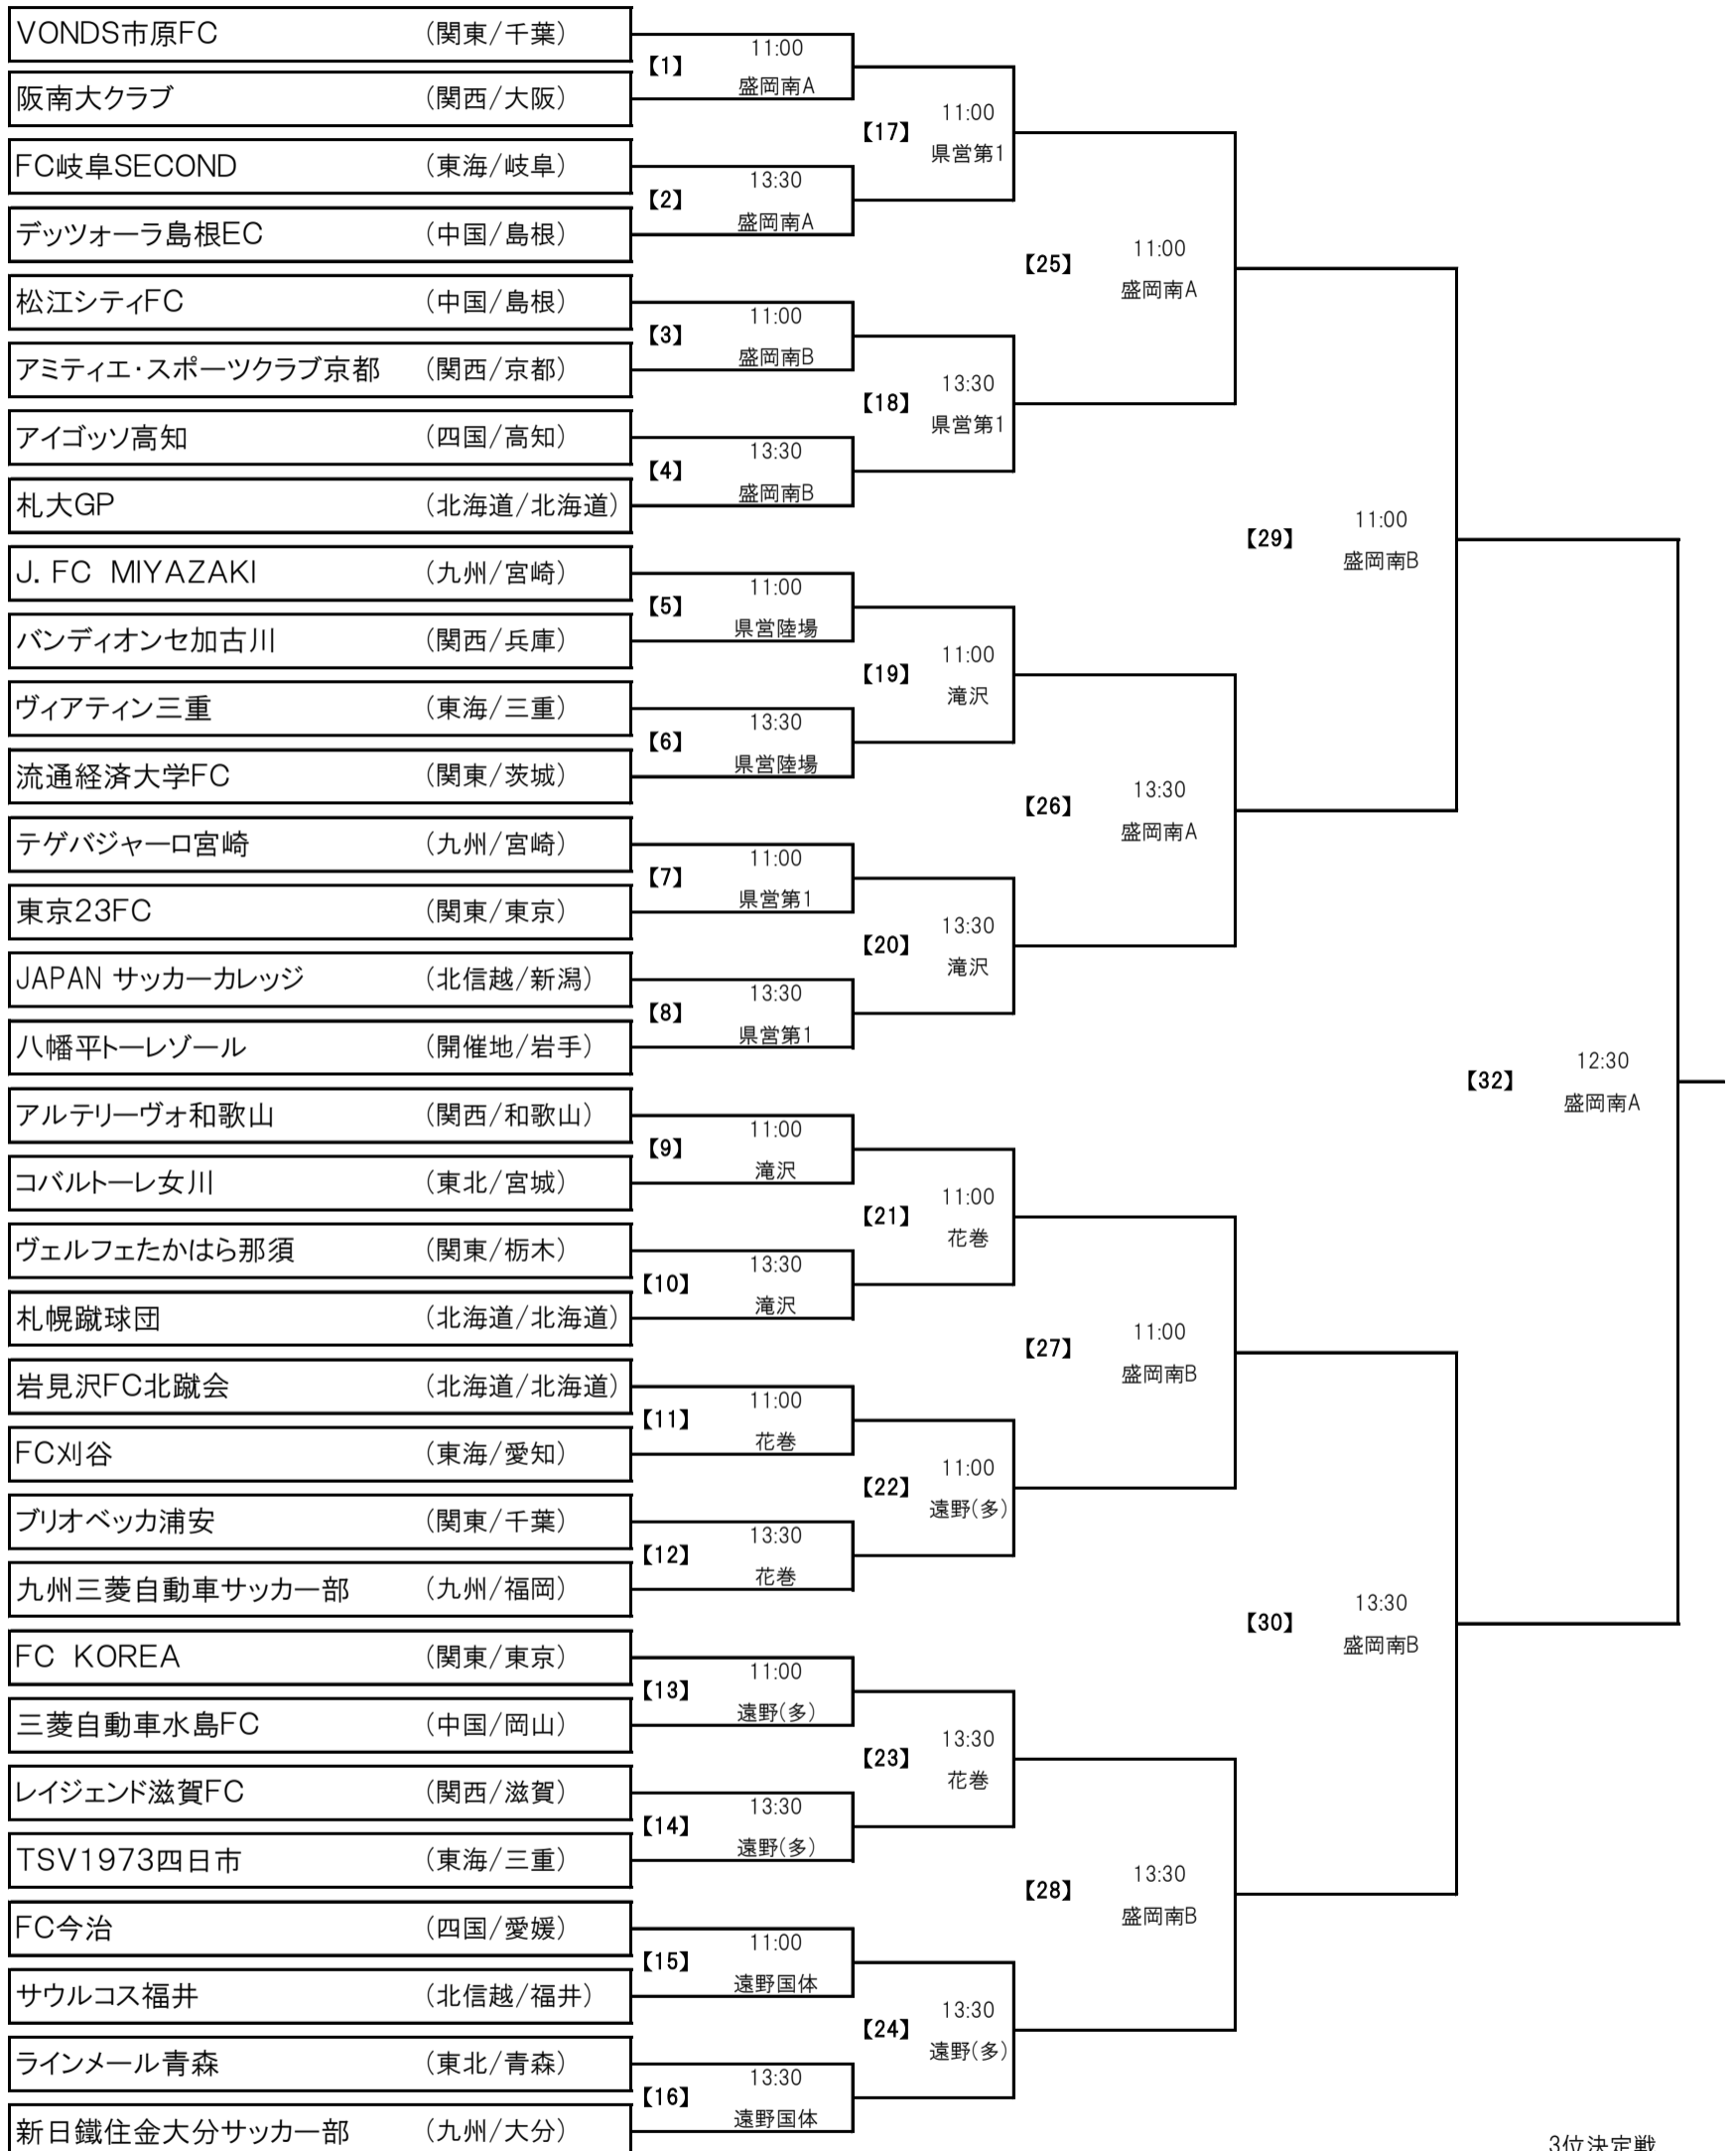 VONDS市原FC (関東/千葉)
【1】 11:00
盛岡南A
阪南大クラブ (関西/大阪)
【17】 11:00
県営第1
FC岐阜SECOND (東海/岐阜)
【2】 13:30
盛岡南A
デッツォーラ島根EC (中国/島根)
【25】 11:00
盛岡南A
松江シティFC (中国/島根)
【3】 11:00
盛岡南B
アミティエ・スポーツクラブ京都 (関西/京都)
【18】 13:30
県営第1
アイゴッソ高知 (四国/高知)
【4】 13:30
盛岡南B
札大GP (北海道/北海道)
【29】 11:00
盛岡南B
J. FC MIYAZAKI (九州/宮崎)
【5】 11:00
県営陸場
バンディオンセ加古川 (関西/兵庫)
【19】 11:00
滝沢
ヴィアティン三重 (東海/三重)
【6】 13:30
県営陸場
流通経済大学FC (関東/茨城)
【26】 13:30
盛岡南A
テゲバジャーロ宮崎 (九州/宮崎)
【7】 11:00
県営第1
東京23FC (関東/東京)
【20】 13:30
滝沢
JAPAN サッカーカレッジ (北信越/新潟)
【8】 13:30
県営第1
八幡平トーレゾール (開催地/岩手)
【32】 12:30
盛岡南A
アルテリーヴォ和歌山 (関西/和歌山)
【9】 11:00
滝沢
コバルトーレ女川 (東北/宮城)
【21】 11:00
花巻
ヴェルフェたかはら那須 (関東/栃木)
【10】 13:30
滝沢
札幌蹴球団 (北海道/北海道)
【27】 11:00
盛岡南B
岩見沢FC北蹴会 (北海道/北海道)
【11】 11:00
花巻
FC刈谷 (東海/愛知)
【22】 11:00
遠野(多)
ブリオベッカ浦安 (関東/千葉)
【12】 13:30
花巻
九州三菱自動車サッカー部 (九州/福岡)
【30】 13:30
盛岡南B
FC KOREA (関東/東京)
【13】 11:00
遠野(多)
三菱自動車水島FC (中国/岡山)
【23】 13:30
花巻
レイジェンド滋賀FC (関西/滋賀)
【14】 13:30
遠野(多)
TSV1973四日市 (東海/三重)
【28】 13:30
盛岡南B
FC今治 (四国/愛媛)
【15】 11:00
遠野国体
サウルコス福井 (北信越/福井)
【24】 13:30
遠野(多)
ラインメール青森 (東北/青森)
【16】 13:30
遠野国体
新日鐵住金大分サッカー部 (九州/大分)
3位決定戦